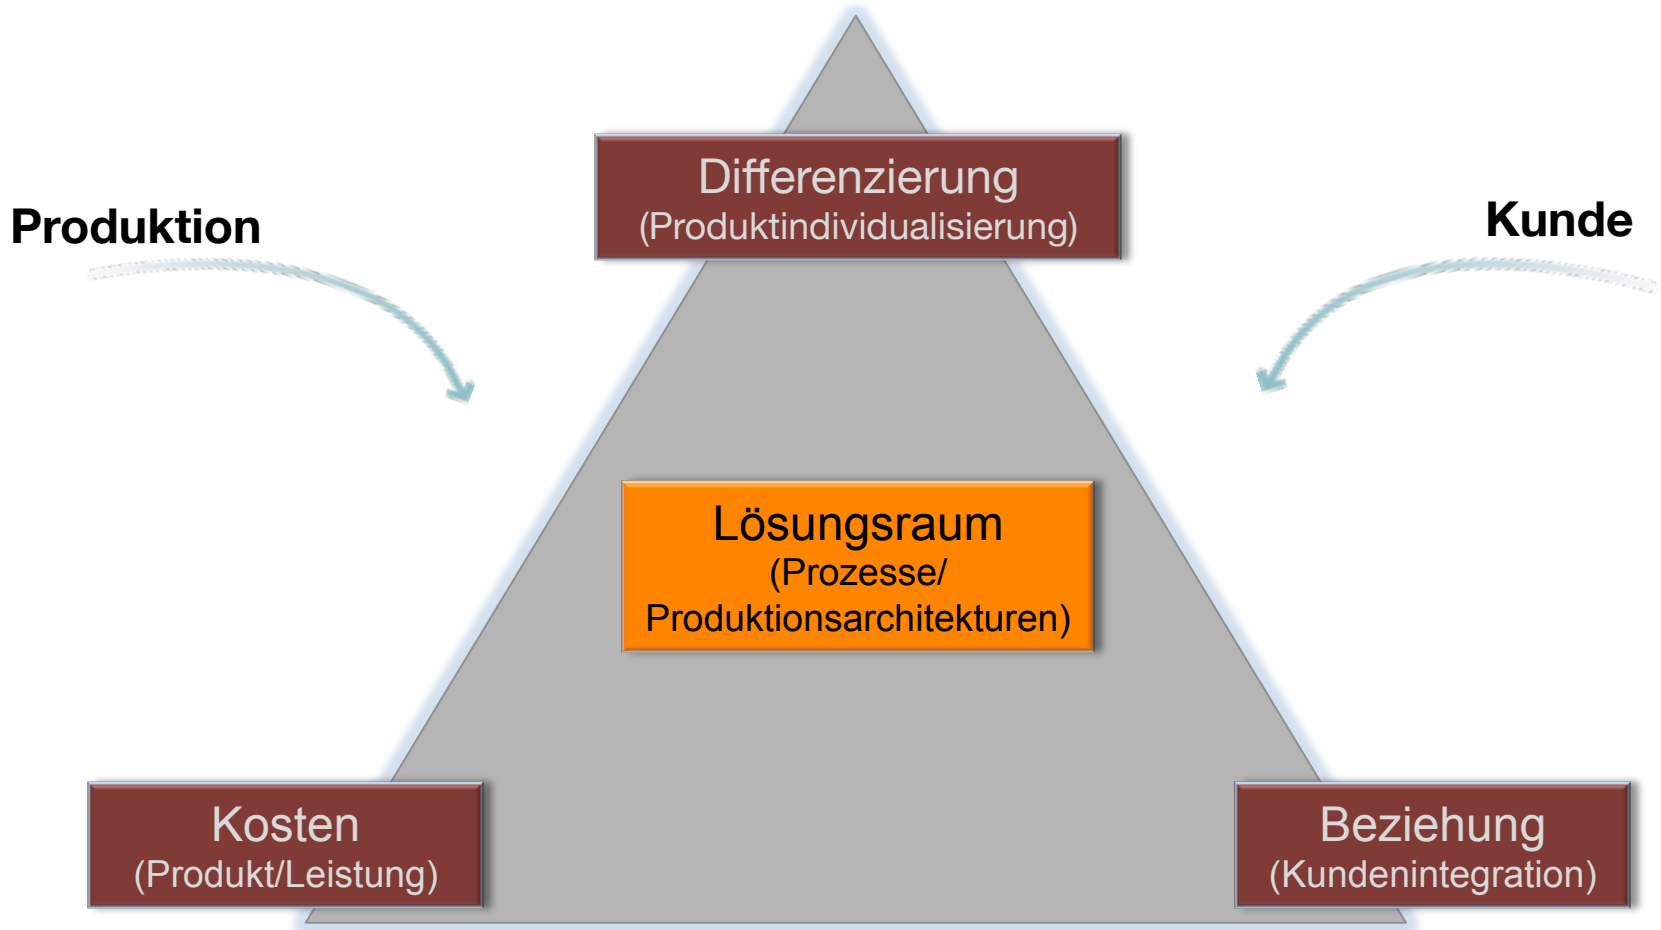 Differenzierung
(Produktindividualisierung)
Produktion
Kunde
Lösungsraum
(Prozesse/
Produktionsarchitekturen)
Kosten
(Produkt/Leistung)
Beziehung
(Kundenintegration)